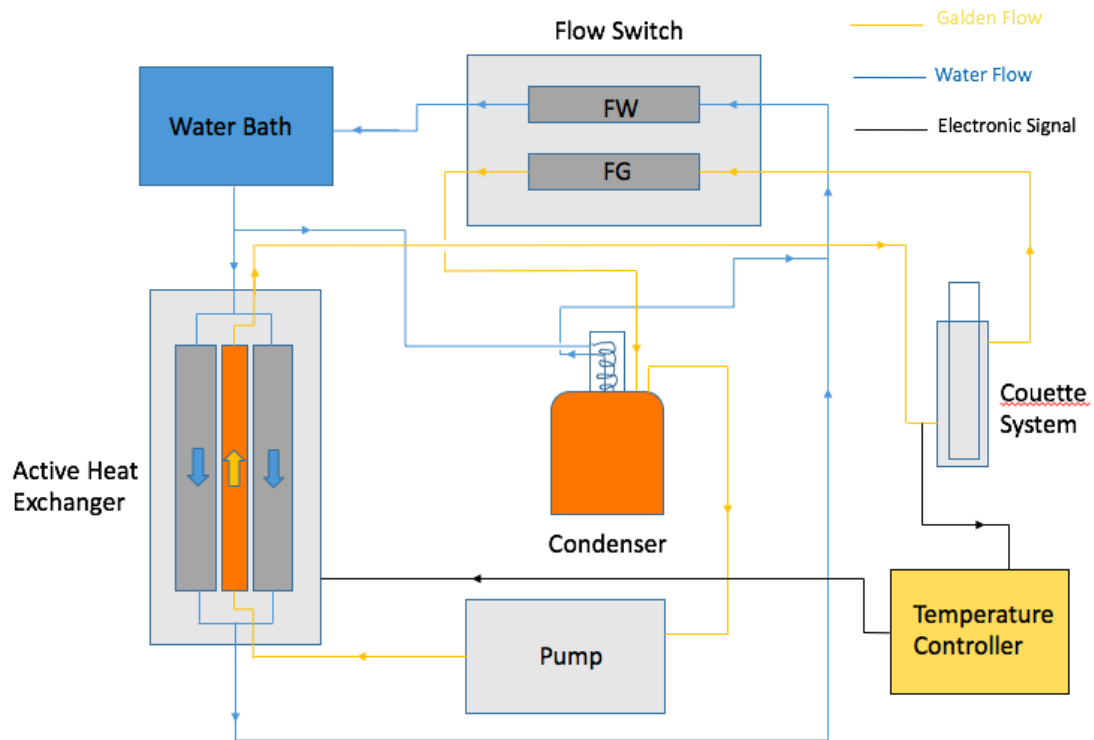 Flow Switch
Galden Flow
Water Flow
Electronic Signal
Water Bath
FW
FG
Couette
System
Active Heat
Exchanger
Condenser
Pump
Temperature
Controller